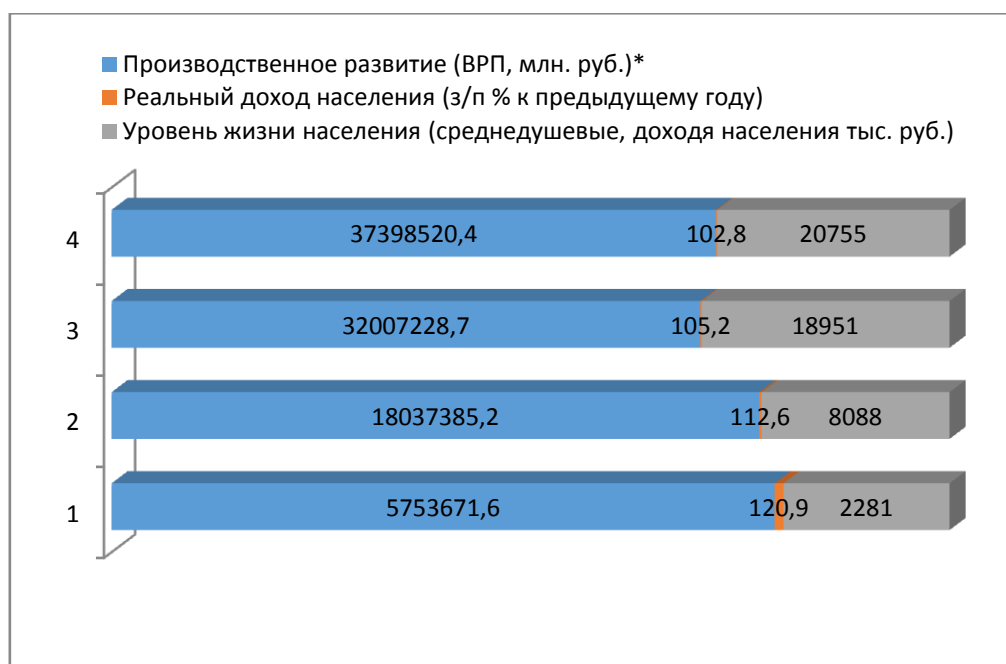 Производственное развитие (ВРП, млн. руб.)*
Реальный доход населения (з/п % к предыдущему году)
Уровень жизни населения (среднедушевые, доходя населения тыс. руб.)
4 37398520,4 102,8 20755
3 32007228,7 105,2 18951
2 18037385,2 112,6 8088
1 5753671,6 120,9 2281